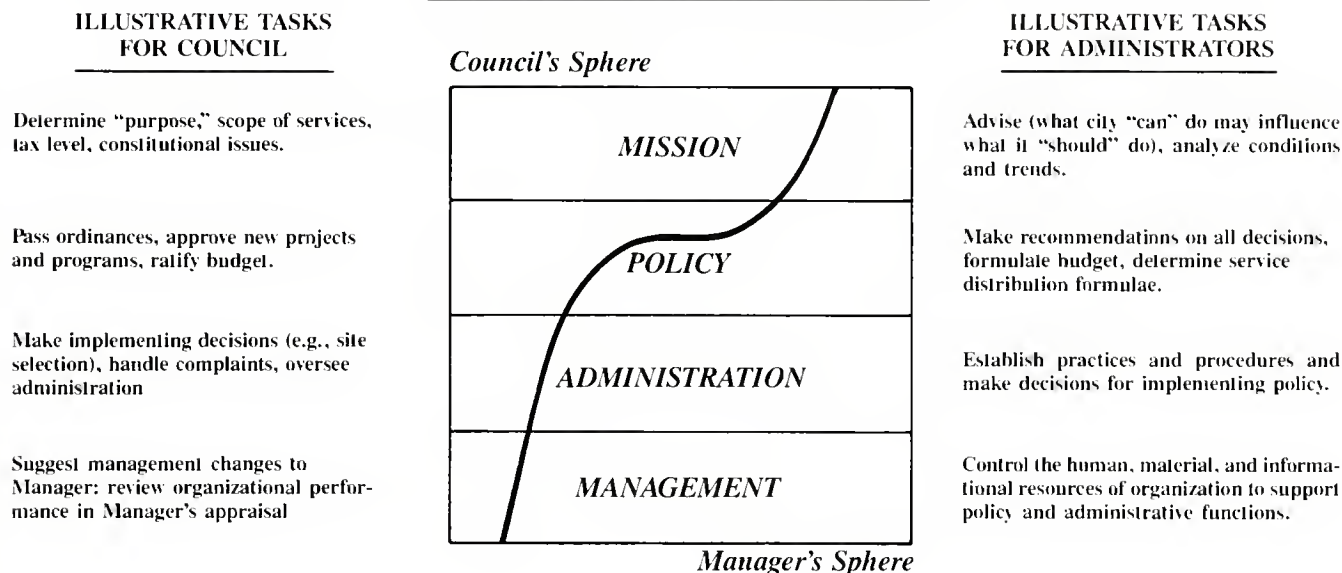 ILLUSTRATIVE TASKS
FOR COUNCIL
Determine “purpose,” scope of services,
tax level, constitutional issues.
Pass ordinances, approve new projects
and programs, ratify budget.
Make implementing decisions (e.g., site
selection), handle complaints, oversee
administration
Suggest management changes to
Manager: review organizational perfor-
mance in Manager’s appraisal
Council’s Sphere
MISSION
POLICY
ADMINISTRATION
MANAGEMENT
Manager’s Sphere
ILLUSTRATIVE TASKS
FOR ADMINISTRATORS
Advise (what city “can” do may influence
what it “should” do), analyze conditions
and trends.
Make recommendations on all decisions,
formulate budget, determine service
distribution formulae.
Establish practices and procedures and
make decisions for implementing policy.
Control the human, material, and informa-
tional resources of organization to support
policy and administrative functions.